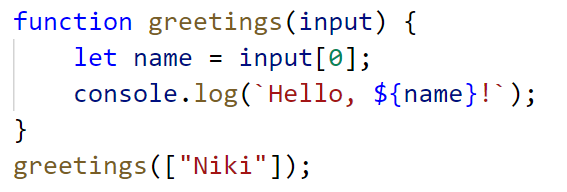 function greetings(input) {
    let name = input[0];
    console.log(`Hello, ${name}!`);
}
greetings(["Niki"]);